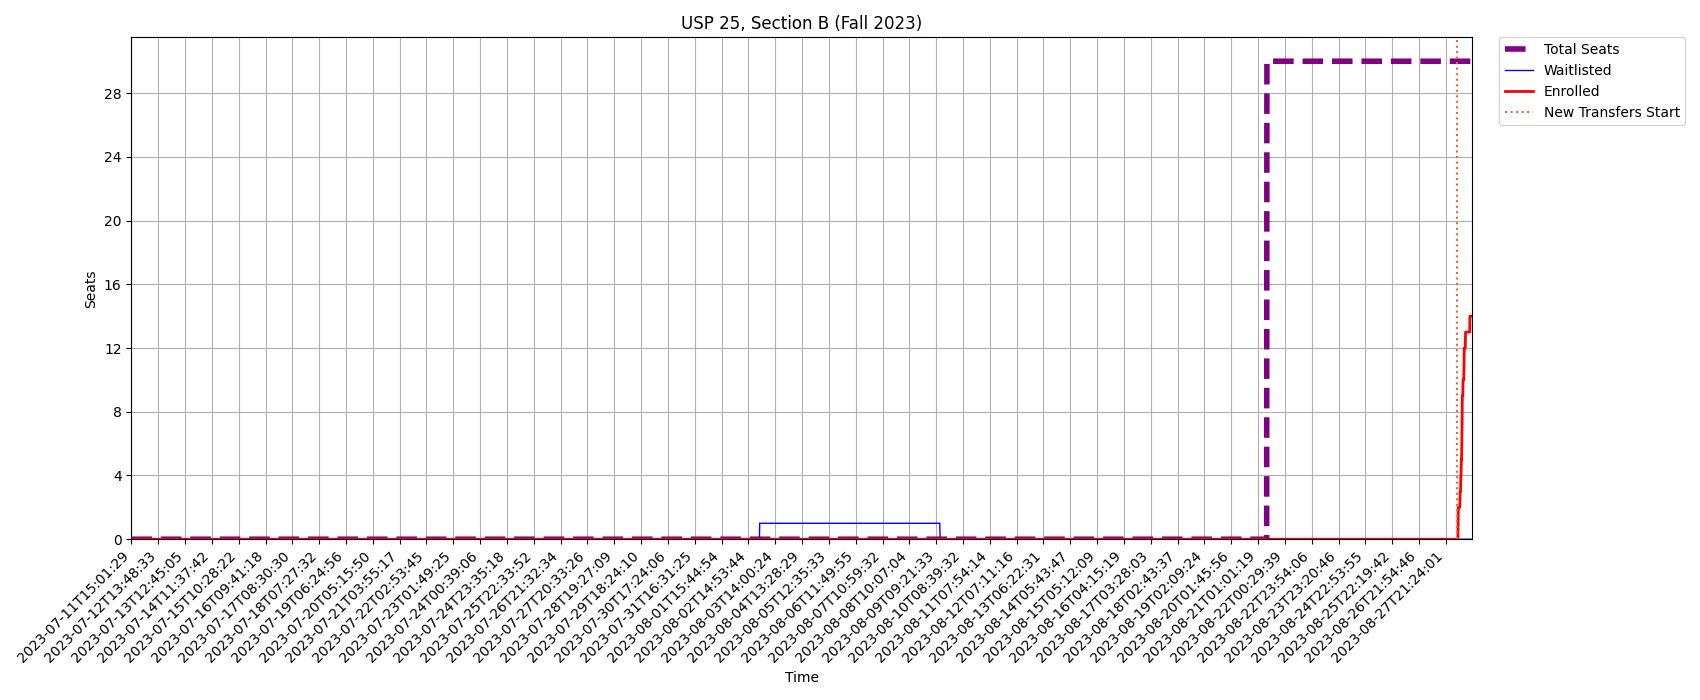 USP 25, Section B (Fall 2023)
Total Seats
Waitlisted
Enrolled
New Transfers Start
Seats
28
24
20
16
12
8
4
0
2023-07-11T15:01:29
2023-07-12T13:48:33
2023-07-13T12:45:05
2023-07-14T11:37:42
2023-07-15T10:28:22
2023-07-16T09:41:18
2023-07-17T08:30:30
2023-07-18T07:27:32
2023-07-19T06:24:56
2023-07-20T05:15:50
2023-07-21T03:55:17
2023-07-22T02:53:45
2023-07-23T01:49:25
2023-07-24T00:39:06
2023-07-24T23:35:18
2023-07-25T22:33:52
2023-07-26T21:32:34
2023-07-27T20:33:26
2023-07-28T19:27:09
2023-07-29T18:24:10
2023-07-30T17:24:06
2023-07-31T16:31:25
2023-08-01T15:44:54
2023-08-02T14:53:44
2023-08-03T14:00:24
2023-08-04T13:28:29
2023-08-05T12:35:33
2023-08-06T11:49:55
2023-08-07T10:59:32
2023-08-08T10:07:04
2023-08-09T09:21:33
2023-08-10T08:39:32
2023-08-11T07:54:14
2023-08-12T07:11:16
2023-08-13T06:22:31
2023-08-14T05:43:47
2023-08-15T05:12:09
2023-08-16T04:15:19
2023-08-17T03:28:03
2023-08-18T02:43:37
2023-08-19T02:09:24
2023-08-20T01:45:56
2023-08-21T01:01:19
2023-08-22T00:29:39
2023-08-22T23:54:06
2023-08-23T23:20:46
2023-08-24T22:53:55
2023-08-25T22:19:42
2023-08-26T21:54:46
2023-08-27T21:24:01
Time